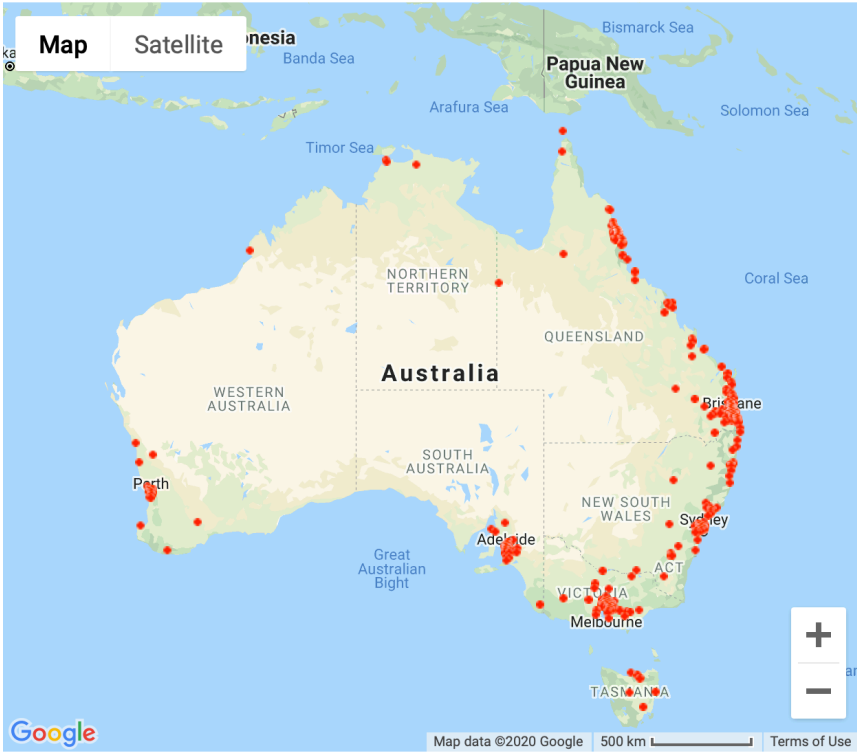 Map
Satellite
onesia
ka
Banda Sea
Bismarck Sea
Papua New
Guinea
Arafura Sea
Solomon Sea
Timor Sea
Coral Sea
NORTHERN
TERRITORY
QUEENSLAND
Australia
WESTERN
AUSTRALIA
Brisbane
SOUTH
AUSTRALIA
Perth
NEW SOUTH
WALES
Sydney
Adelaide
Great
Australian
Bight
ACT
VICTORIA
Melbourne
TASMANIA
+
−
Google
Map data ©2020 Google
500 km
Terms of Use